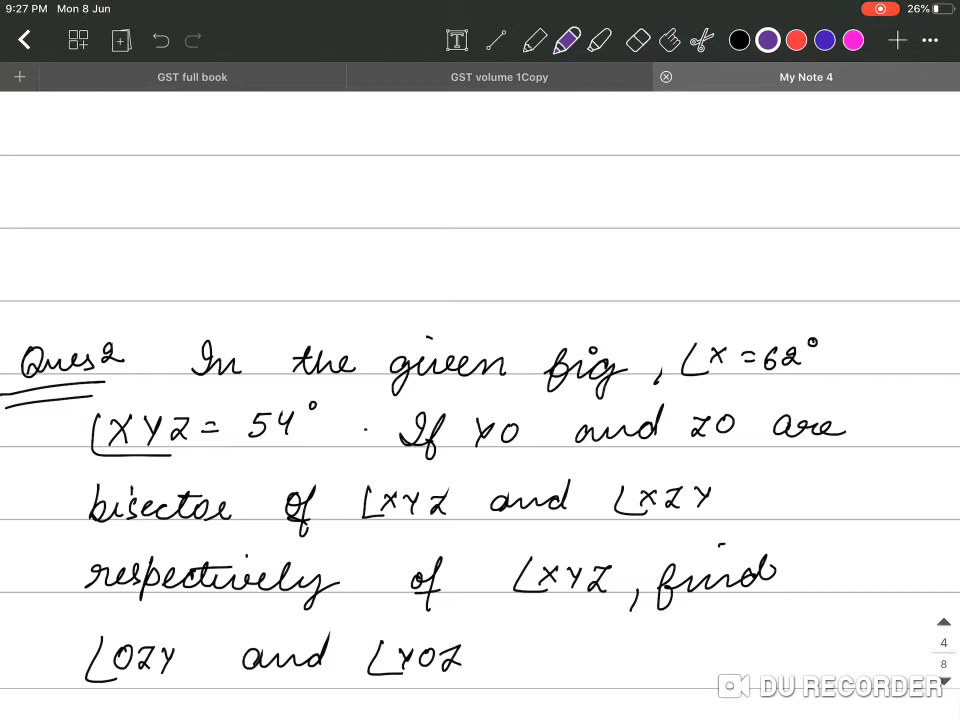 9:27 PM Mon 8 Jun 26%
GST full book GST volume 1Copy My Note 4
Ques 2 In the given fig, ∠X = 62°
∠XYZ = 54° . If YO and ZO are
bisector of ∠XYZ and ∠XZY
respectively of ∠XYZ, find
∠OZY and ∠YOZ
4
8
DU RECORDER